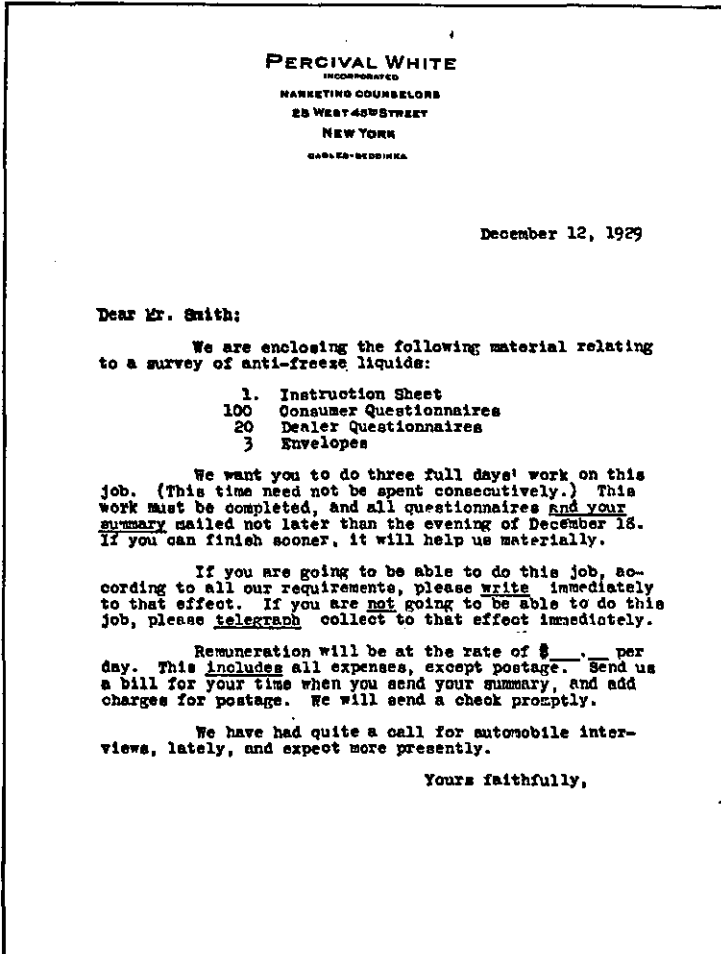 PERCIVAL WHITE
INCORPORATED
MARKETING COUNSELORS
25 WEST 45TH STREET
NEW YORK
December 12, 1929
Dear Mr. Smith:
We are enclosing the following material relating
to a survey of anti-freeze liquids:
1. Instruction Sheet
100 Consumer Questionnaires
20 Dealer Questionnaires
3 Envelopes
We want you to do three full days' work on this
job. (This time need not be spent consecutively.) This
work must be completed, and all questionnaires and your
summary mailed not later than the evening of December 18.
If you can finish sooner, it will help us materially.
If you are going to be able to do this job, ac-
cording to all our requirements, please write immediately
to that effect. If you are not going to be able to do this
job, please telegraph collect to that effect immediately.
Remuneration will be at the rate of $__.__ per
day. This includes all expenses, except postage. Send us
a bill for your time when you send your summary, and add
charges for postage. We will send a check promptly.
We have had quite a call for automobile inter-
views, lately, and expect more presently.
Yours faithfully,